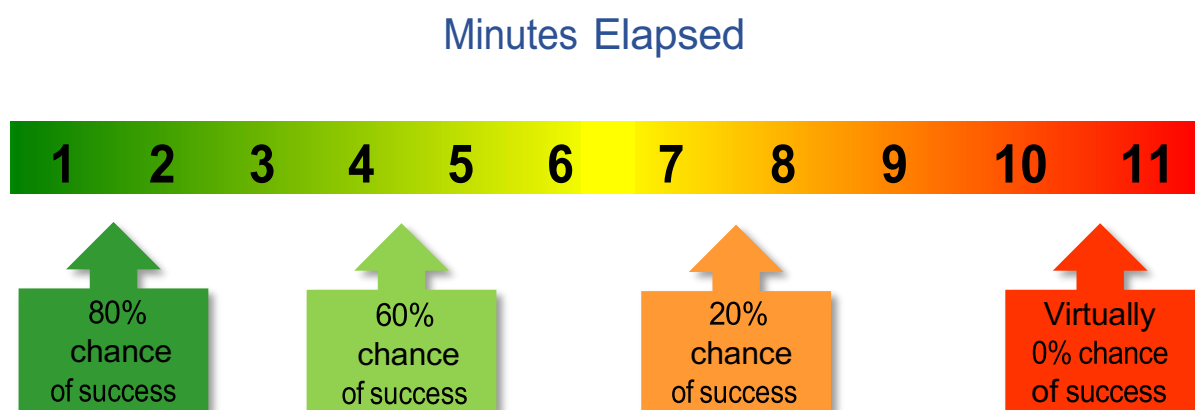 Minutes Elapsed
1 2 3 4 5 6 7 8 9 10 11
80%
chance
of success
60%
chance
of success
20%
chance
of success
Virtually
0% chance
of success